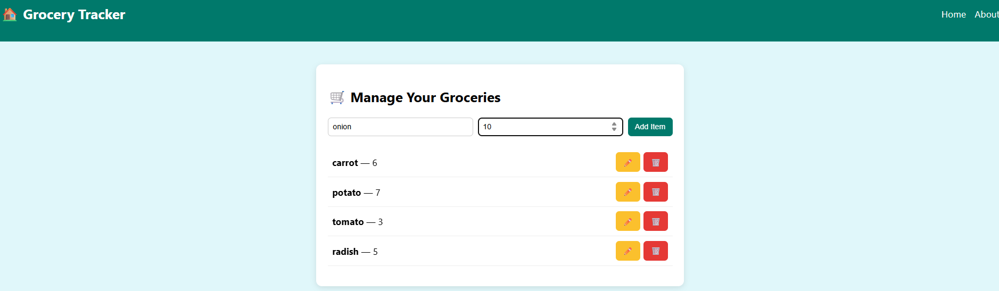 Grocery Tracker
Home About
Manage Your Groceries
onion 10 Add Item
carrot — 6
potato — 7
tomato — 3
radish — 5